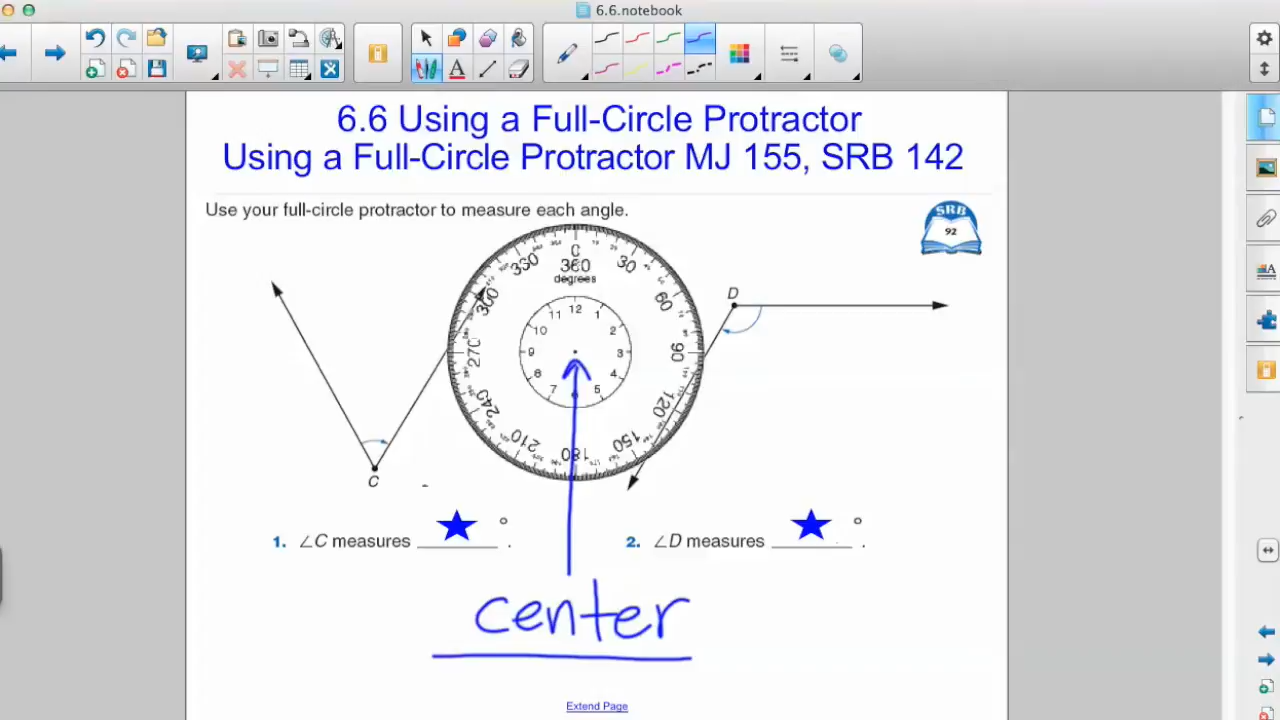 6.6.notebook
6.6 Using a Full-Circle Protractor
Using a Full-Circle Protractor MJ 155, SRB 142
Use your full-circle protractor to measure each angle.
SRB
92
0
360
degrees
30
60
90
120
150
180
210
240
270
300
330
12
1
2
3
4
5
7
8
9
10
11
D
C
1. ∠C measures ______ °.
2. ∠D measures ______ °.
center
Extend Page